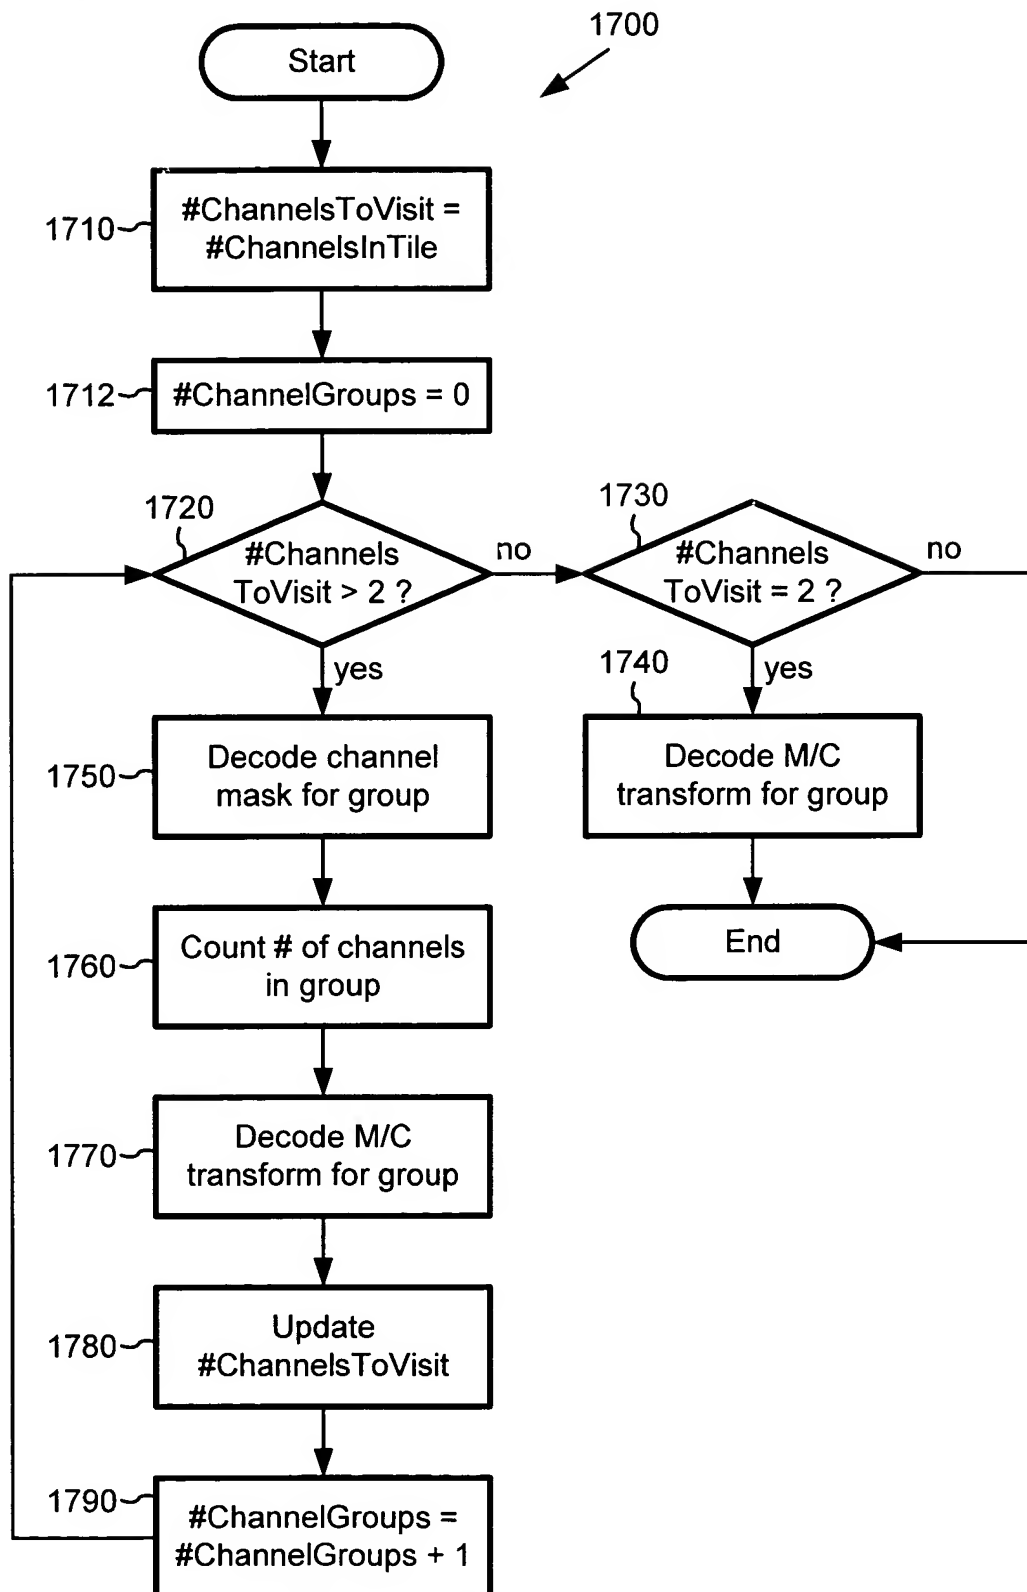 1700
Start
1710
#ChannelsToVisit =
#ChannelsInTile
1712
#ChannelGroups = 0
1720
#Channels
ToVisit > 2 ?
no
yes
1730
#Channels
ToVisit = 2 ?
no
yes
1740
Decode M/C
transform for group
End
1750
Decode channel
mask for group
1760
Count # of channels
in group
1770
Decode M/C
transform for group
1780
Update
#ChannelsToVisit
1790
#ChannelGroups =
#ChannelGroups + 1